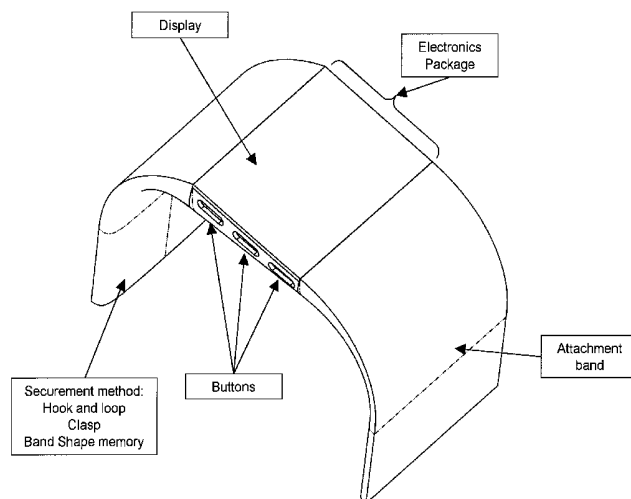 Display
Electronics
Package
Attachment
band
Buttons
Securement method:
Hook and loop
Clasp
Band Shape memory